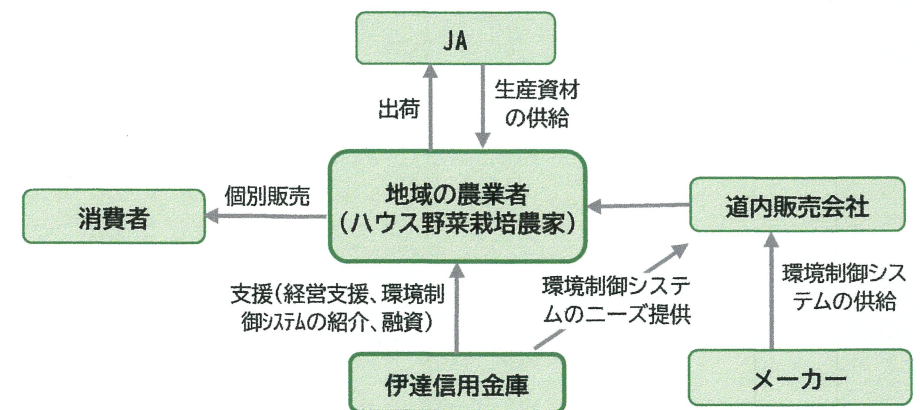 JA
出荷
生産資材
の供給
消費者
個別販売
地域の農業者
(ハウス野菜栽培農家)
道内販売会社
支援(経営支援、環境制
御ｼｽﾃﾑの紹介、融資)
環境制御システ
ムのニーズ提供
環境制御シス
テムの供給
伊達信用金庫
メーカー